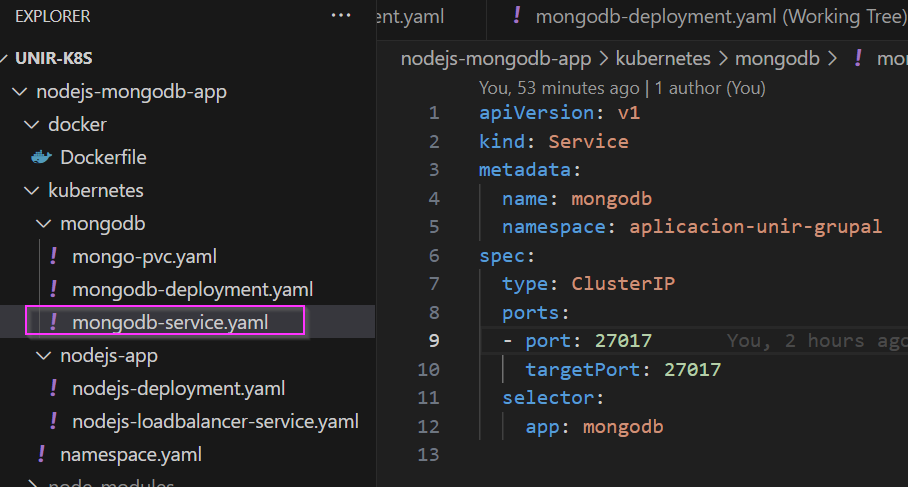 EXPLORER ···
UNIR-K8S
nodejs-mongodb-app
docker
Dockerfile
kubernetes
mongodb
! mongo-pvc.yaml
! mongodb-deployment.yaml
! mongodb-service.yaml
nodejs-app
! nodejs-deployment.yaml
! nodejs-loadbalancer-service.yaml
! namespace.yaml
node_modules
ent.yaml ! mongodb-deployment.yaml (Working Tree)
nodejs-mongodb-app > kubernetes > mongodb > ! mon
You, 53 minutes ago | 1 author (You)
1 apiVersion: v1
2 kind: Service
3 metadata:
4 name: mongodb
5 namespace: aplicacion-unir-grupal
6 spec:
7 type: ClusterIP
8 ports:
9 - port: 27017 You, 2 hours ago
10 targetPort: 27017
11 selector:
12 app: mongodb
13